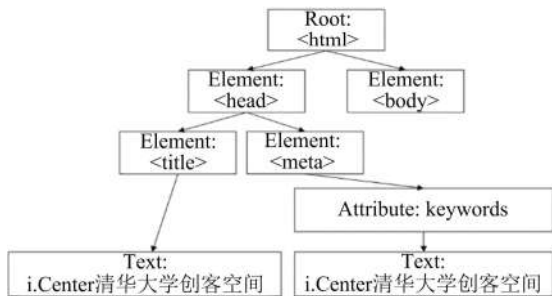 Root:
<html>
Element:
<head>
Element:
<body>
Element:
<title>
Element:
<meta>
Attribute: keywords
Text:
i.Center清华大学创客空间
Text:
i.Center清华大学创客空间